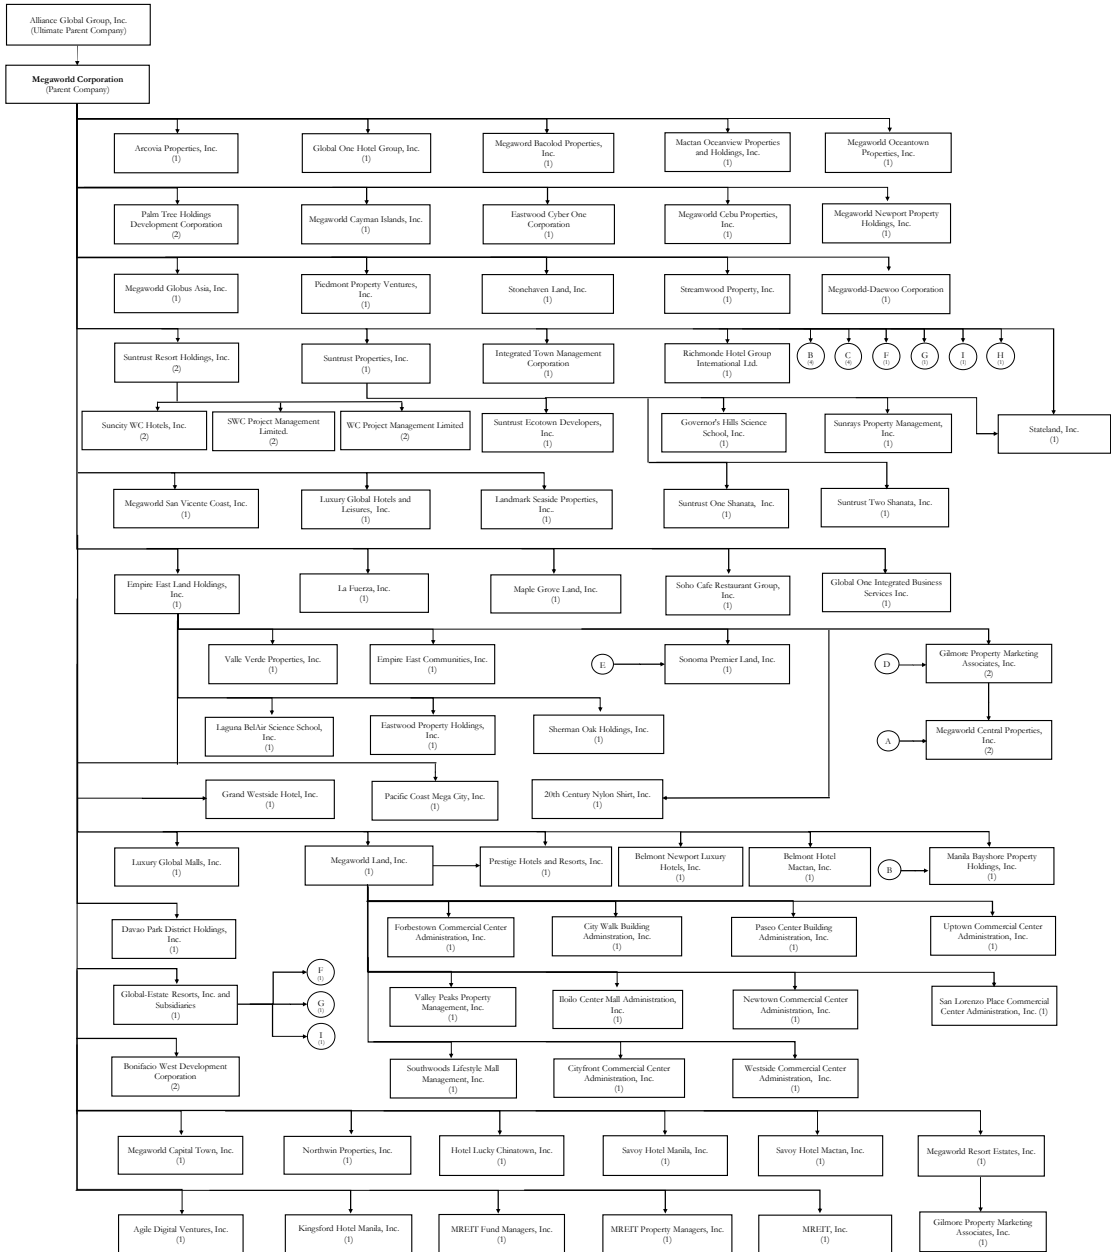 Alliance Global Group, Inc.
(Ultimate Parent Company)
Megaworld Corporation
(Parent Company)
Arcovia Properties, Inc.
(1)
Global One Hotel Group, Inc.
(1)
Megaword Bacolod Properties,
Inc.
(1)
Mactan Oceanview Properties
and Holdings, Inc.
(1)
Megaworld Oceantown
Properties, Inc.
(1)
Palm Tree Holdings
Development Corporation
(2)
Megaworld Cayman Islands, Inc.
(1)
Eastwood Cyber One
Corporation
(1)
Megaworld Cebu Properties,
Inc.
(1)
Megaworld Newport Property
Holdings, Inc.
(1)
Megaworld Globus Asia, Inc.
(1)
Piedmont Property Ventures,
Inc.
(1)
Stonehaven Land, Inc.
(1)
Streamwood Property, Inc.
(1)
Megaworld-Daewoo Corporation
(1)
Suntrust Resort Holdings, Inc.
(2)
Suntrust Properties, Inc.
(1)
Integrated Town Management
Corporation
(1)
Richmonde Hotel Group
International Ltd.
(1)
B
(4)
C
(4)
F
(1)
G
(1)
I
(1)
H
(1)
Suncity WC Hotels, Inc.
(2)
SWC Project Management
Limited.
(2)
WC Project Management Limited
(2)
Suntrust Ecotown Developers,
Inc.
(1)
Governor's Hills Science
School, Inc.
(1)
Sunrays Property Management,
Inc.
(1)
Stateland, Inc.
(1)
Megaworld San Vicente Coast, Inc.
(1)
Luxury Global Hotels and
Leisures, Inc.
(1)
Landmark Seaside Properties,
Inc..
(1)
Suntrust One Shanata, Inc.
(1)
Suntrust Two Shanata, Inc.
(1)
Empire East Land Holdings,
Inc.
(1)
La Fuerza, Inc.
(1)
Maple Grove Land, Inc.
(1)
Soho Cafe Restaurant Group,
Inc.
(1)
Global One Integrated Business
Services Inc.
(1)
Valle Verde Properties, Inc.
(1)
Empire East Communities, Inc.
(1)
E
Sonoma Premier Land, Inc.
(1)
D
Gilmore Property Marketing
Associates, Inc.
(2)
Laguna BelAir Science School,
Inc.
(1)
Eastwood Property Holdings,
Inc.
(1)
Sherman Oak Holdings, Inc.
(1)
A
Megaworld Central Properties,
Inc.
(2)
Grand Westside Hotel, Inc.
(1)
Pacific Coast Mega City, Inc.
(1)
20th Century Nylon Shirt, Inc.
(1)
Luxury Global Malls, Inc.
(1)
Megaworld Land, Inc.
(1)
Prestige Hotels and Resorts, Inc.
(1)
Belmont Newport Luxury
Hotels, Inc.
(1)
Belmont Hotel
Mactan, Inc.
(1)
B
Manila Bayshore Property
Holdings, Inc.
(1)
Davao Park District Holdings,
Inc.
(1)
Forbestown Commercial Center
Administration, Inc.
(1)
City Walk Building
Adminstration, Inc.
(1)
Paseo Center Building
Administration, Inc.
(1)
Uptown Commercial Center
Administration, Inc.
(1)
Global-Estate Resorts, Inc. and
Subsidiaries
(1)
F
(1)
G
(1)
I
(1)
Valley Peaks Property
Management, Inc.
(1)
Iloilo Center Mall Administration,
Inc.
(1)
Newtown Commercial Center
Administration, Inc.
(1)
San Lorenzo Place Commercial
Center Administration, Inc. (1)
Bonifacio West Development
Corporation
(2)
Southwoods Lifestyle Mall
Management, Inc.
(1)
Cityfront Commercial Center
Administration, Inc.
(1)
Westside Commercial Center
Administration, Inc.
(1)
Megaworld Capital Town, Inc.
(1)
Northwin Properties, Inc.
(1)
Hotel Lucky Chinatown, Inc.
(1)
Savoy Hotel Manila, Inc.
(1)
Savoy Hotel Mactan, Inc.
(1)
Megaworld Resort Estates, Inc.
(1)
Agile Digital Ventures, Inc.
(1)
Kingsford Hotel Manila, Inc.
(1)
MREIT Fund Managers, Inc.
(1)
MREIT Property Managers, Inc.
(1)
MREIT, Inc.
(1)
Gilmore Property Marketing
Associates, Inc.
(1)